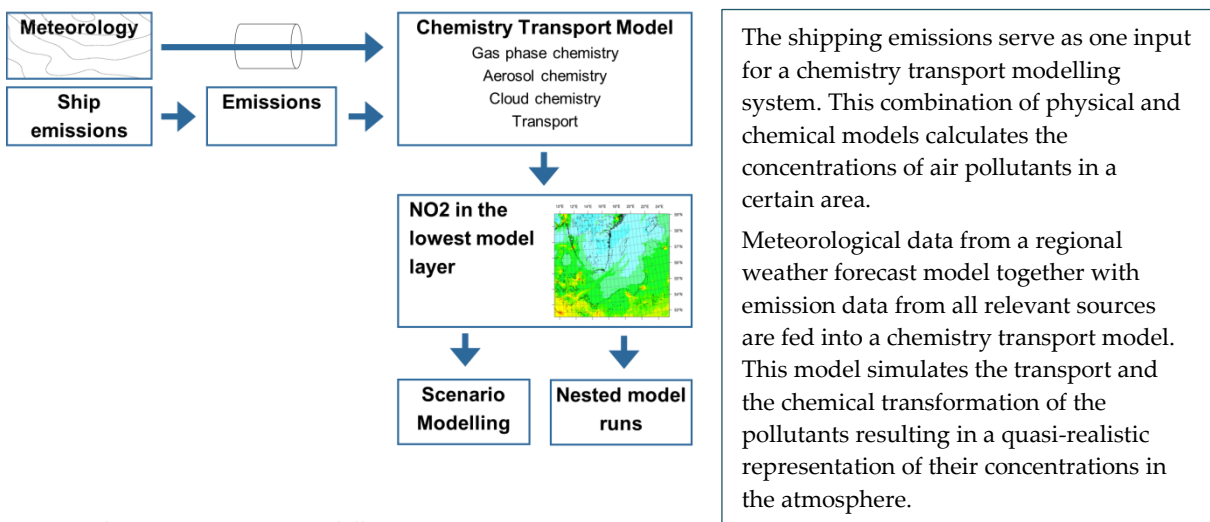 Meteorology
Chemistry Transport Model
Gas phase chemistry
Aerosol chemistry
Cloud chemistry
Transport
Ship
emissions
Emissions
NO2 in the
lowest model
layer
Scenario
Modelling
Nested model
runs
The shipping emissions serve as one input
for a chemistry transport modelling
system. This combination of physical and
chemical models calculates the
concentrations of air pollutants in a
certain area.
Meteorological data from a regional
weather forecast model together with
emission data from all relevant sources
are fed into a chemistry transport model.
This model simulates the transport and
the chemical transformation of the
pollutants resulting in a quasi-realistic
representation of their concentrations in
the atmosphere.